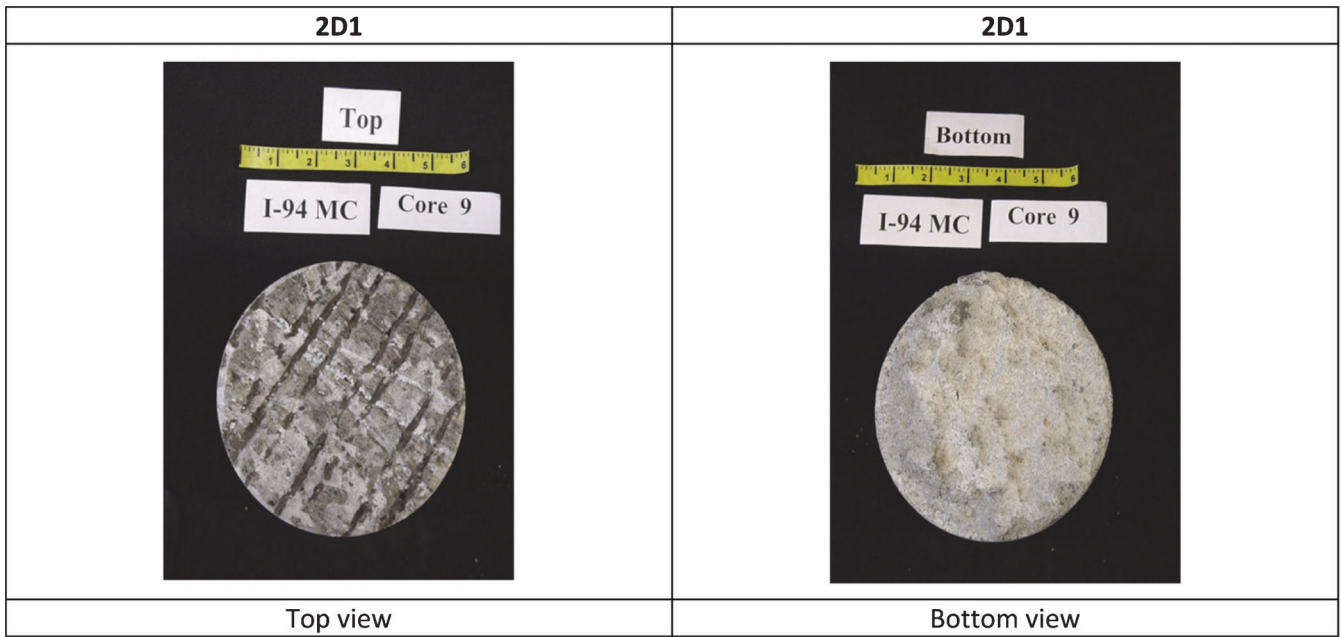 2D1
2D1
Top
1 2 3 4 5 6
I-94 MC
Core 9
Bottom
1 2 3 4 5 6
I-94 MC
Core 9
Top view
Bottom view